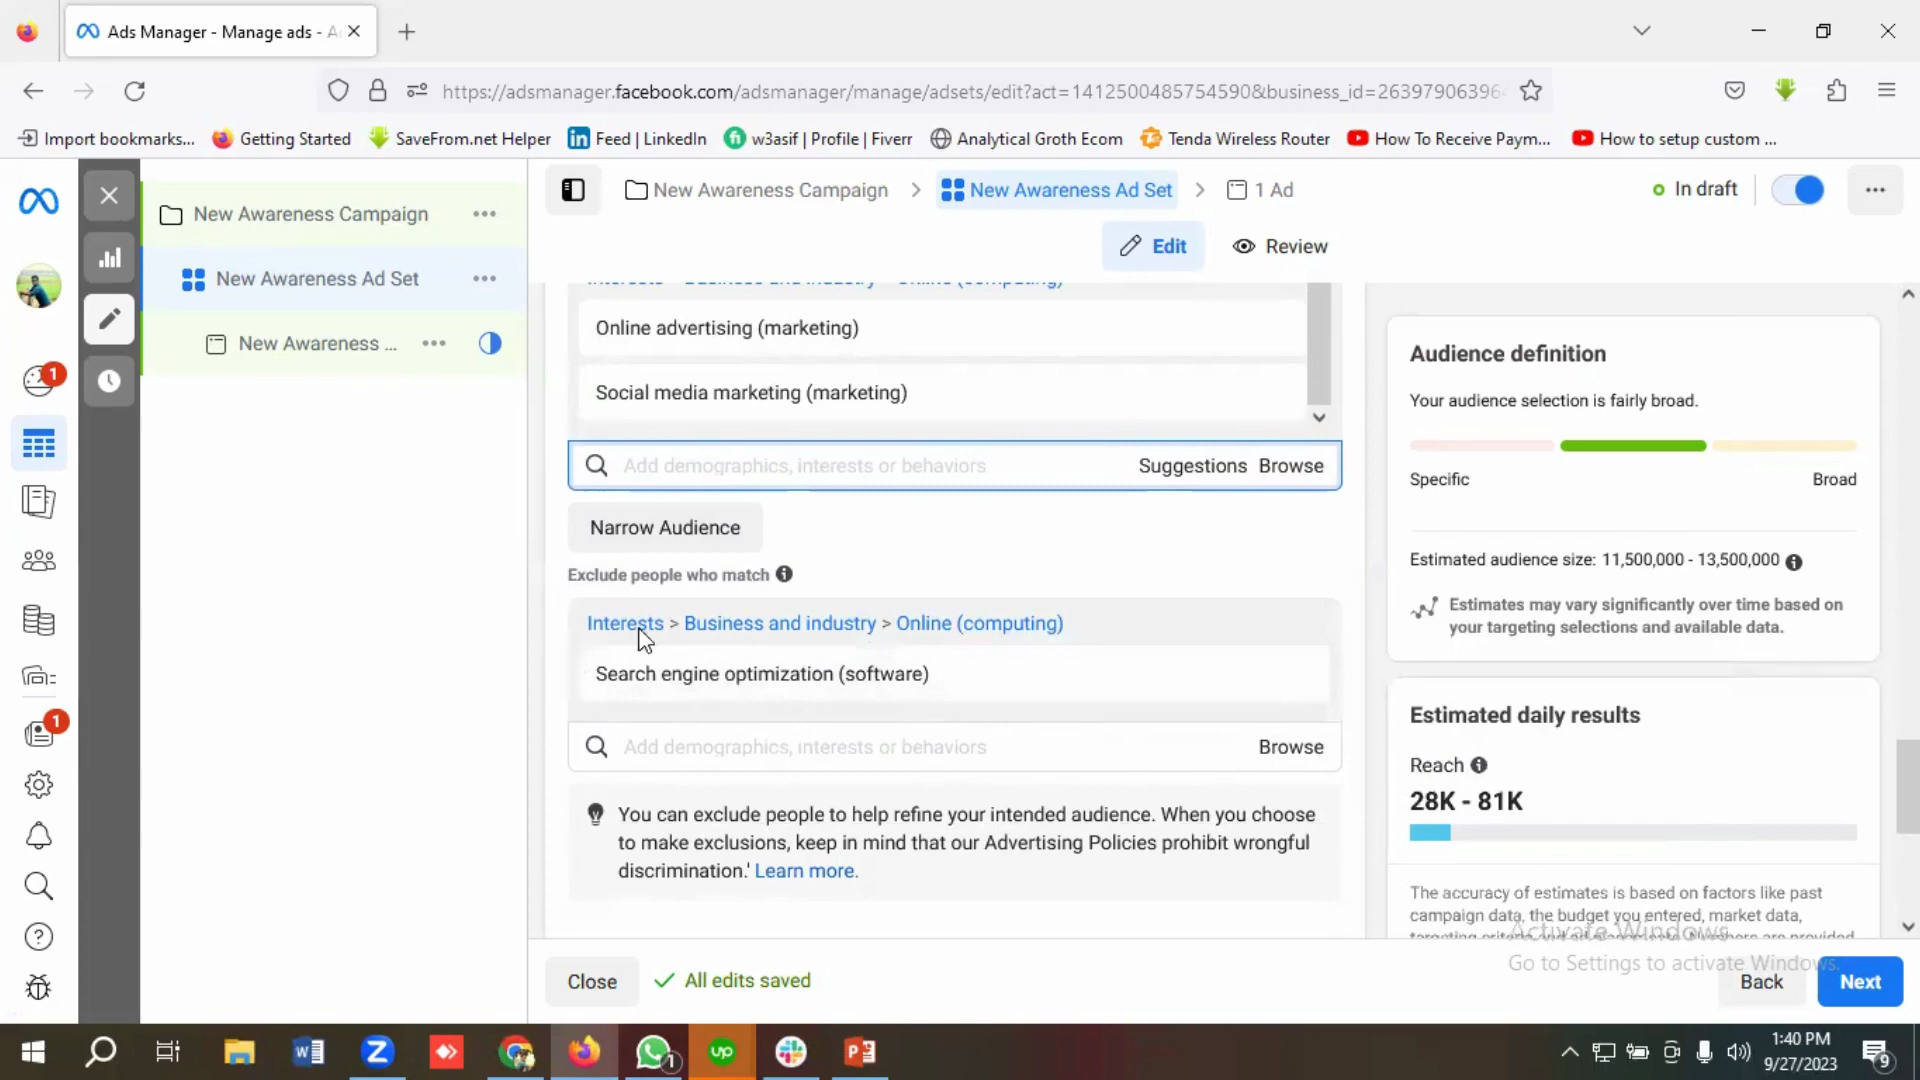 Ads Manager - Manage ads - A
https://adsmanager.facebook.com/adsmanager/manage/adsets/edit?act=1412500485754590&business_id=26397906396
Import bookmarks...
Getting Started
SaveFrom.net Helper
Feed | LinkedIn
w3asif | Profile | Fiverr
Analytical Groth Ecom
Tenda Wireless Router
How To Receive Paym...
How to setup custom ...
New Awareness Campaign
New Awareness Ad Set
New Awareness ...
1
1
New Awareness Campaign > New Awareness Ad Set > 1 Ad
In draft
Edit
Review
Interests > Business and industry > Online (computing)
Online advertising (marketing)
Social media marketing (marketing)
Add demographics, interests or behaviors
Suggestions
Browse
Narrow Audience
Exclude people who match
Interests > Business and industry > Online (computing)
Search engine optimization (software)
Add demographics, interests or behaviors
Browse
You can exclude people to help refine your intended audience. When you choose
to make exclusions, keep in mind that our Advertising Policies prohibit wrongful
discrimination.' Learn more.
Audience definition
Your audience selection is fairly broad.
Specific
Broad
Estimated audience size: 11,500,000 - 13,500,000
Estimates may vary significantly over time based on
your targeting selections and available data.
Estimated daily results
Reach
28K - 81K
The accuracy of estimates is based on factors like past
campaign data, the budget you entered, market data,
Activate Windows
Go to Settings to activate Windows.
Close
All edits saved
Back
Next
1
1:40 PM
9/27/2023
9